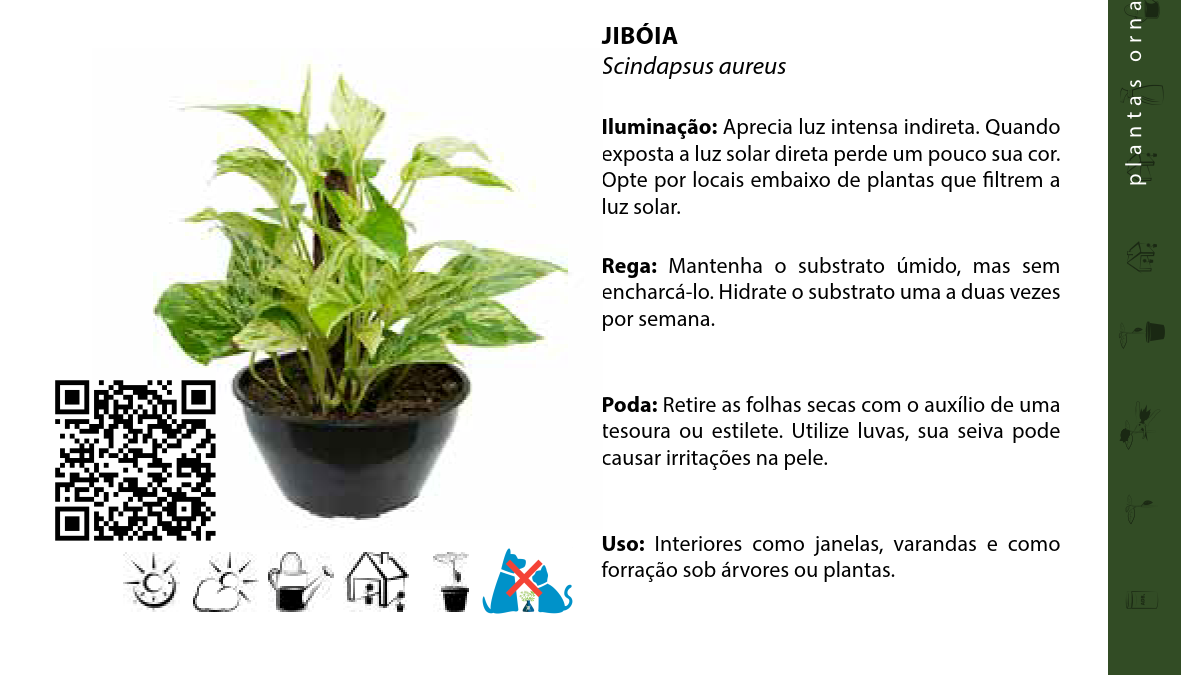 JIBÓIA
Scindapsus aureus
Iluminação: Aprecia luz intensa indireta. Quando
exposta a luz solar direta perde um pouco sua cor.
Opte por locais embaixo de plantas que filtrem a
luz solar.
Rega: Mantenha o substrato úmido, mas sem
encharcá-lo. Hidrate o substrato uma a duas vezes
por semana.
Poda: Retire as folhas secas com o auxílio de uma
tesoura ou estilete. Utilize luvas, sua seiva pode
causar irritações na pele.
Uso: Interiores como janelas, varandas e como
forração sob árvores ou plantas.
plantas orna